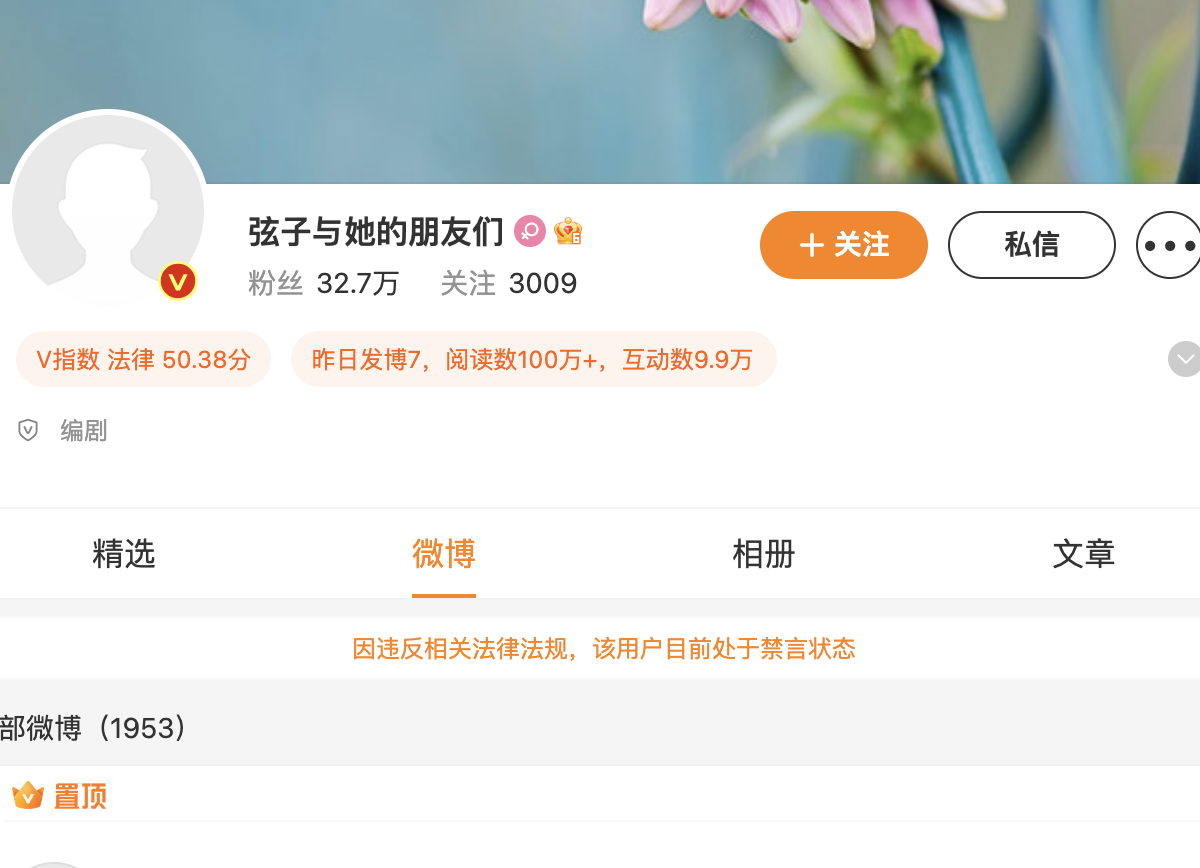 弦子与她的朋友们
粉丝 32.7万 关注 3009
+ 关注
私信
V指数 法律 50.38分
昨日发博7，阅读数100万+，互动数9.9万
编剧
精选 微博 相册 文章
因违反相关法律法规，该用户目前处于禁言状态
部微博（1953）
置顶